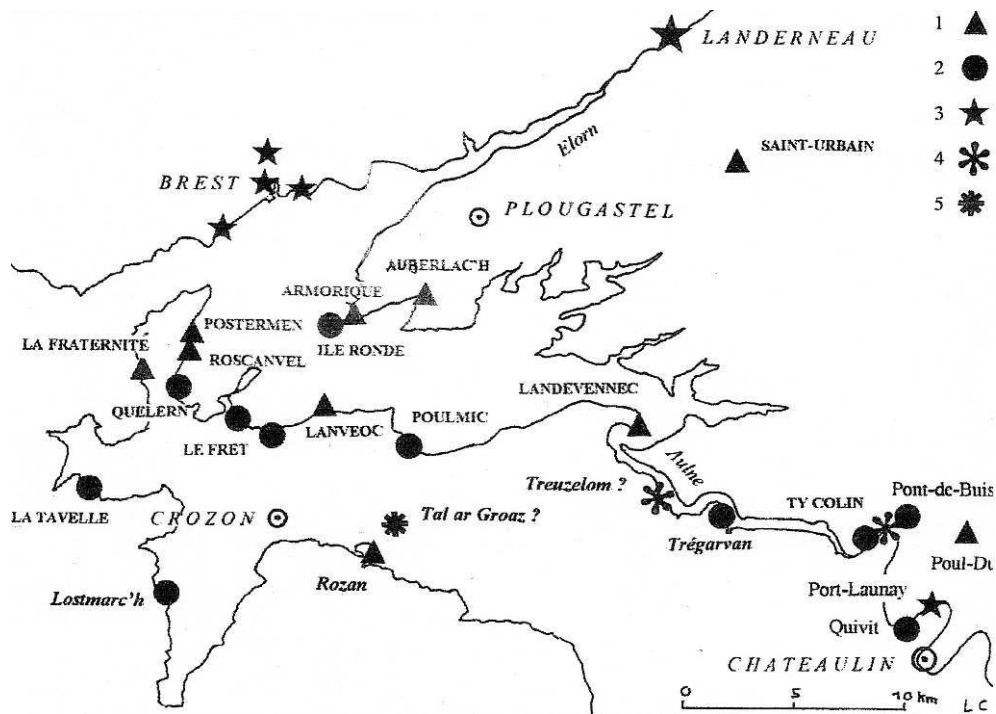 LANDERNEAU
1
2
3
4
5
Elorn
SAINT-URBAIN
BREST
PLOUGASTEL
AUBERLAC'H
ARMORIQUE
POSTERMEN
LA FRATERNITÉ
ILE RONDE
ROSCANVEL
LANDEVENNEC
QUELERN
LANVEOC
POULMIC
LE FRET
Aulne
Treuzelom ?
Pont-de-Buis
TY COLIN
LA TAVELLE
CROZON
Tal ar Groaz ?
Trégarvan
Poul-Du
Rozan
Port-Launay
Lostmarc'h
Quivit
CHATEAULIN
0 5 10 km
LC